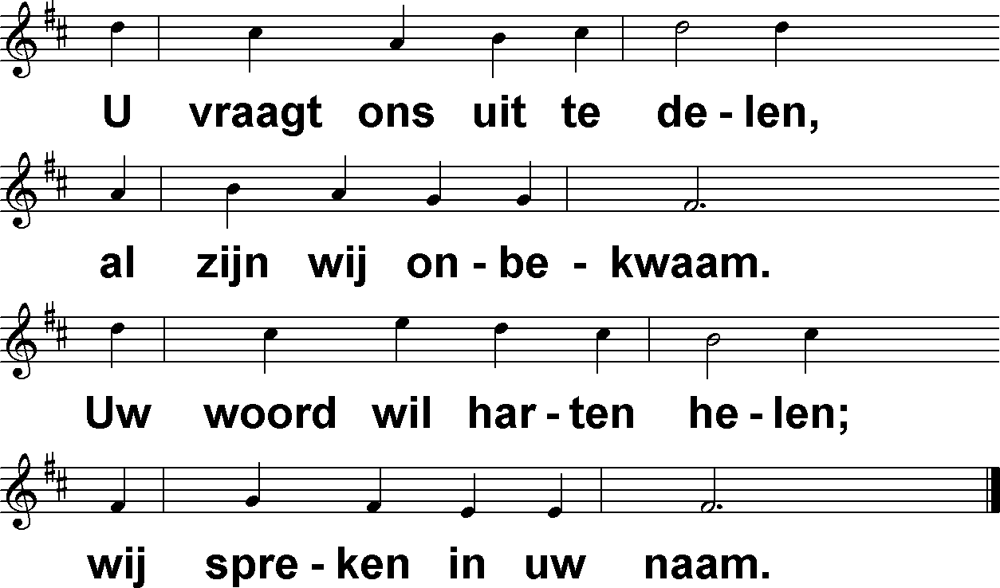 U vraagt ons uit te de - len,
al zijn wij on - be - kwaam.
Uw woord wil har - ten he - len;
wij spre - ken in uw naam.